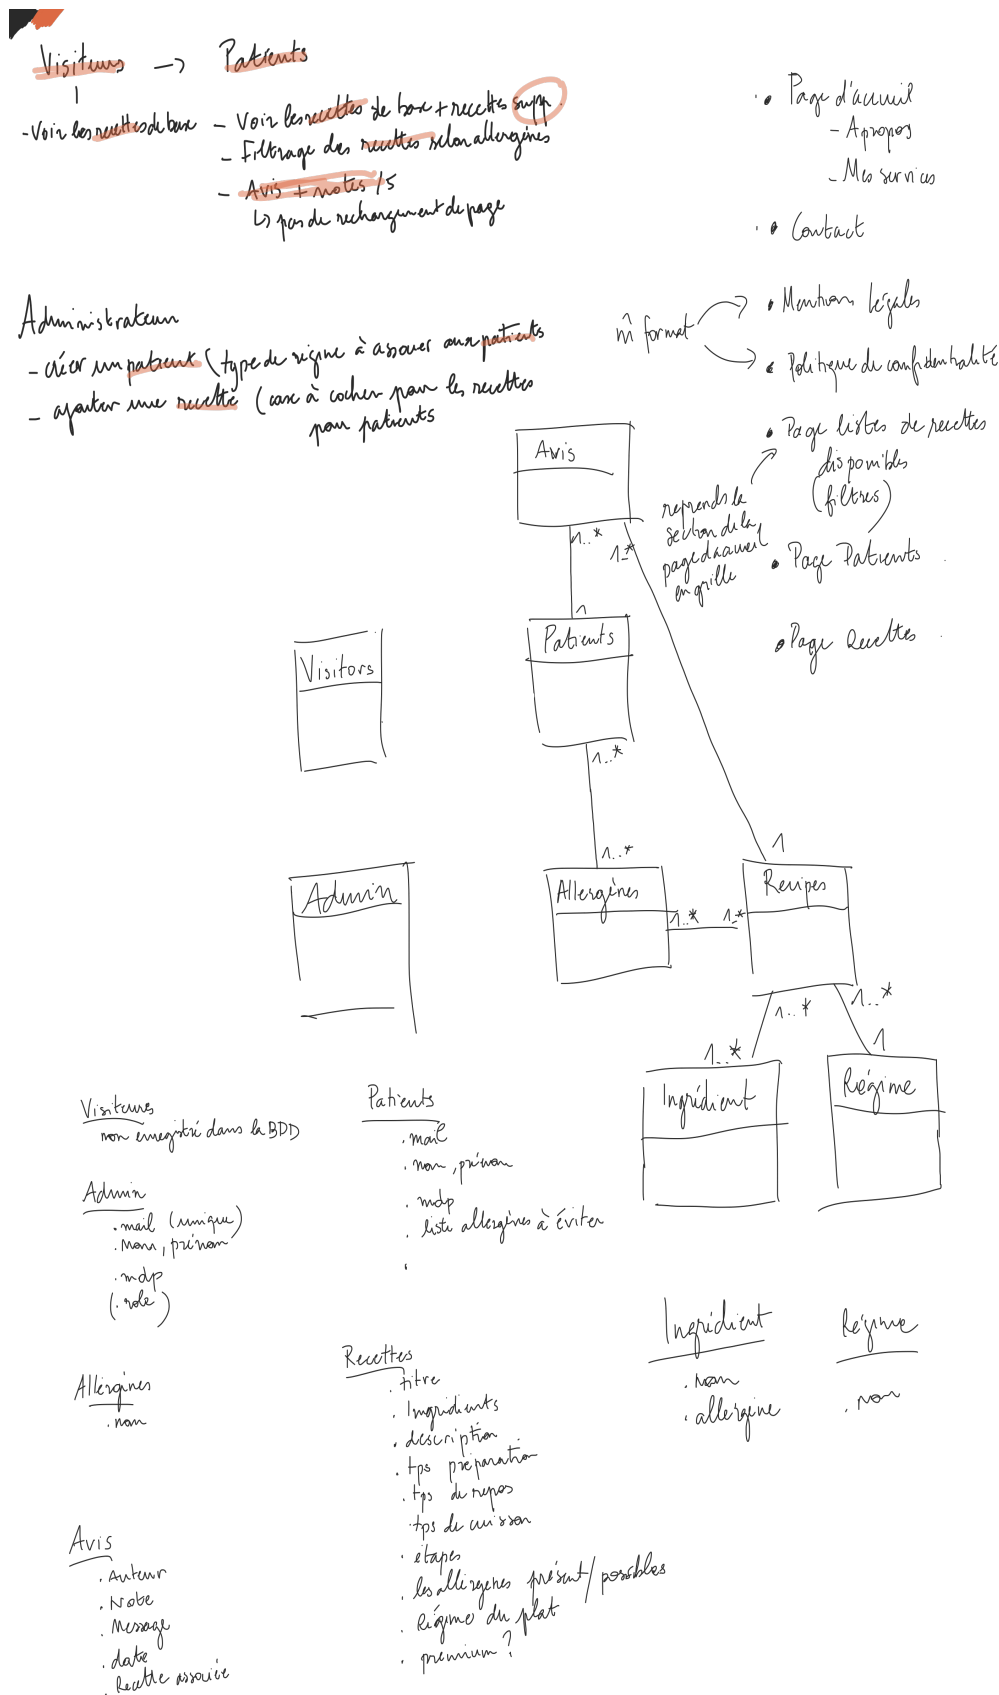 Visiteurs → Patients
- Voir les recettes de base
- Voir les recettes de base + recettes supp.
- Filtrage des recettes selon allergènes
- Avis + notes /5
↳ pas de rechargement de page
Administrateur
- créer un patient (type de régime à associer aux patients
- ajouter une recette (case à cocher pour les recettes
pour patients
• Page d'accueil
- A propos
- Mes services
• Contact
m̂ format
• Mentions légales
• Politique de confidentialité
• Page listes de recettes
disponibles
(filtres)
reprends la
section de la
page d'accueil
en grille
• Page Patients
• Page Recettes
Avis
1..*
1..*
1
Patients
1..*
Visitors
1..*
1
Admin
Allergènes
1..*
1..*
Recipes
1..*
1..*
1..*
1
Ingrédient
Régime
Visiteurs
non enregistré dans la BDD
Admin
. mail (unique)
. Nom, prénom
. mdp
(. role)
Patients
. mail
. nom, prénom
. mdp
. liste allergènes à éviter
.
Allergènes
. nom
Recettes
. titre
. Ingrédients
. description
. tps préparation
. tps de repos
. tps de cuisson
. étapes
. les allergenes présent/possibles
. Régime du plat
. premium ?
Ingrédient
. nom
. allergène
Régime
. nom
Avis
. Auteur
. Note
. Message
. date
. Recette associée